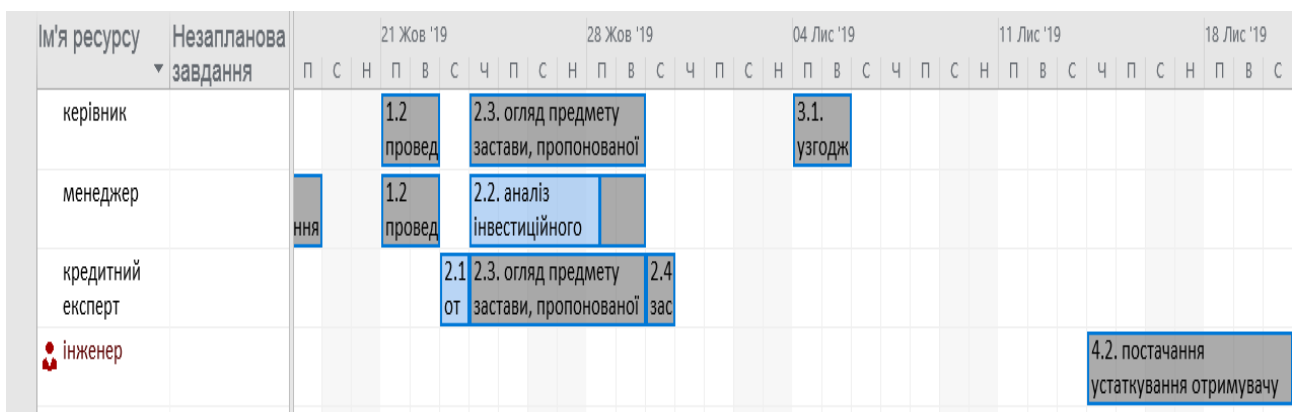 Ім'я ресурсу Незапланова 21 Жов '19 28 Жов '19 04 Лис '19 11 Лис '19 18 Лис '19
завдання П С Н П В С Ч П С Н П В С Ч П С Н П В С Ч П С Н П В С Ч П С Н П В С
керівник 1.2 2.3. огляд предмету 3.1.
провед застави, пропонованої узгодж
менеджер 1.2 2.2. аналіз
ння провед інвестиційного
кредитний 2.1 2.3. огляд предмету 2.4
експерт от застави, пропонованої зас
інженер 4.2. постачання
устаткування отримувачу